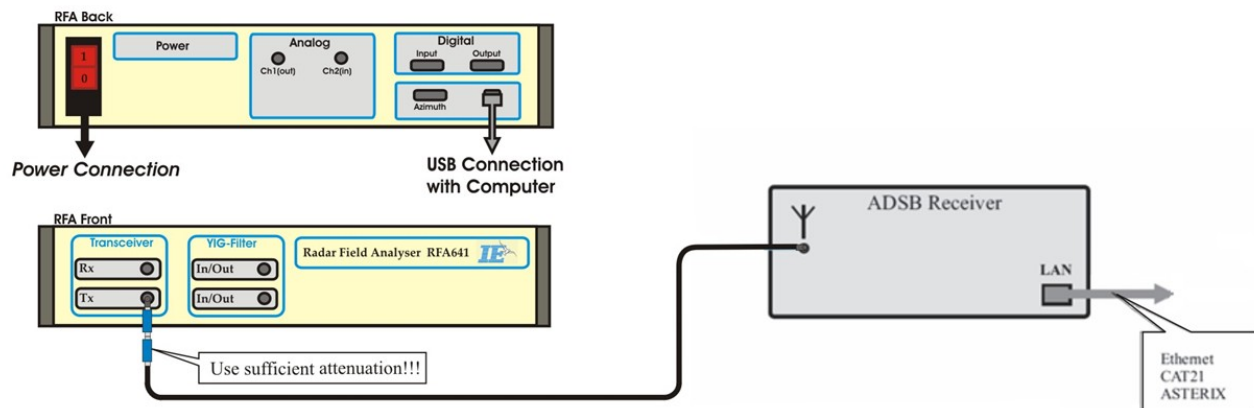 RFA Back
1
0
Power
Analog
Ch1(out)
Ch2(in)
Digital
Input
Output
Azimuth
Power Connection
USB Connection
with Computer
RFA Front
Transceiver
Rx
Tx
YIG-Filter
In/Out
In/Out
Radar Field Analyser RFA641
IE
Use sufficient attenuation!!!
ADSB Receiver
LAN
Ethernet
CAT21
ASTERIX